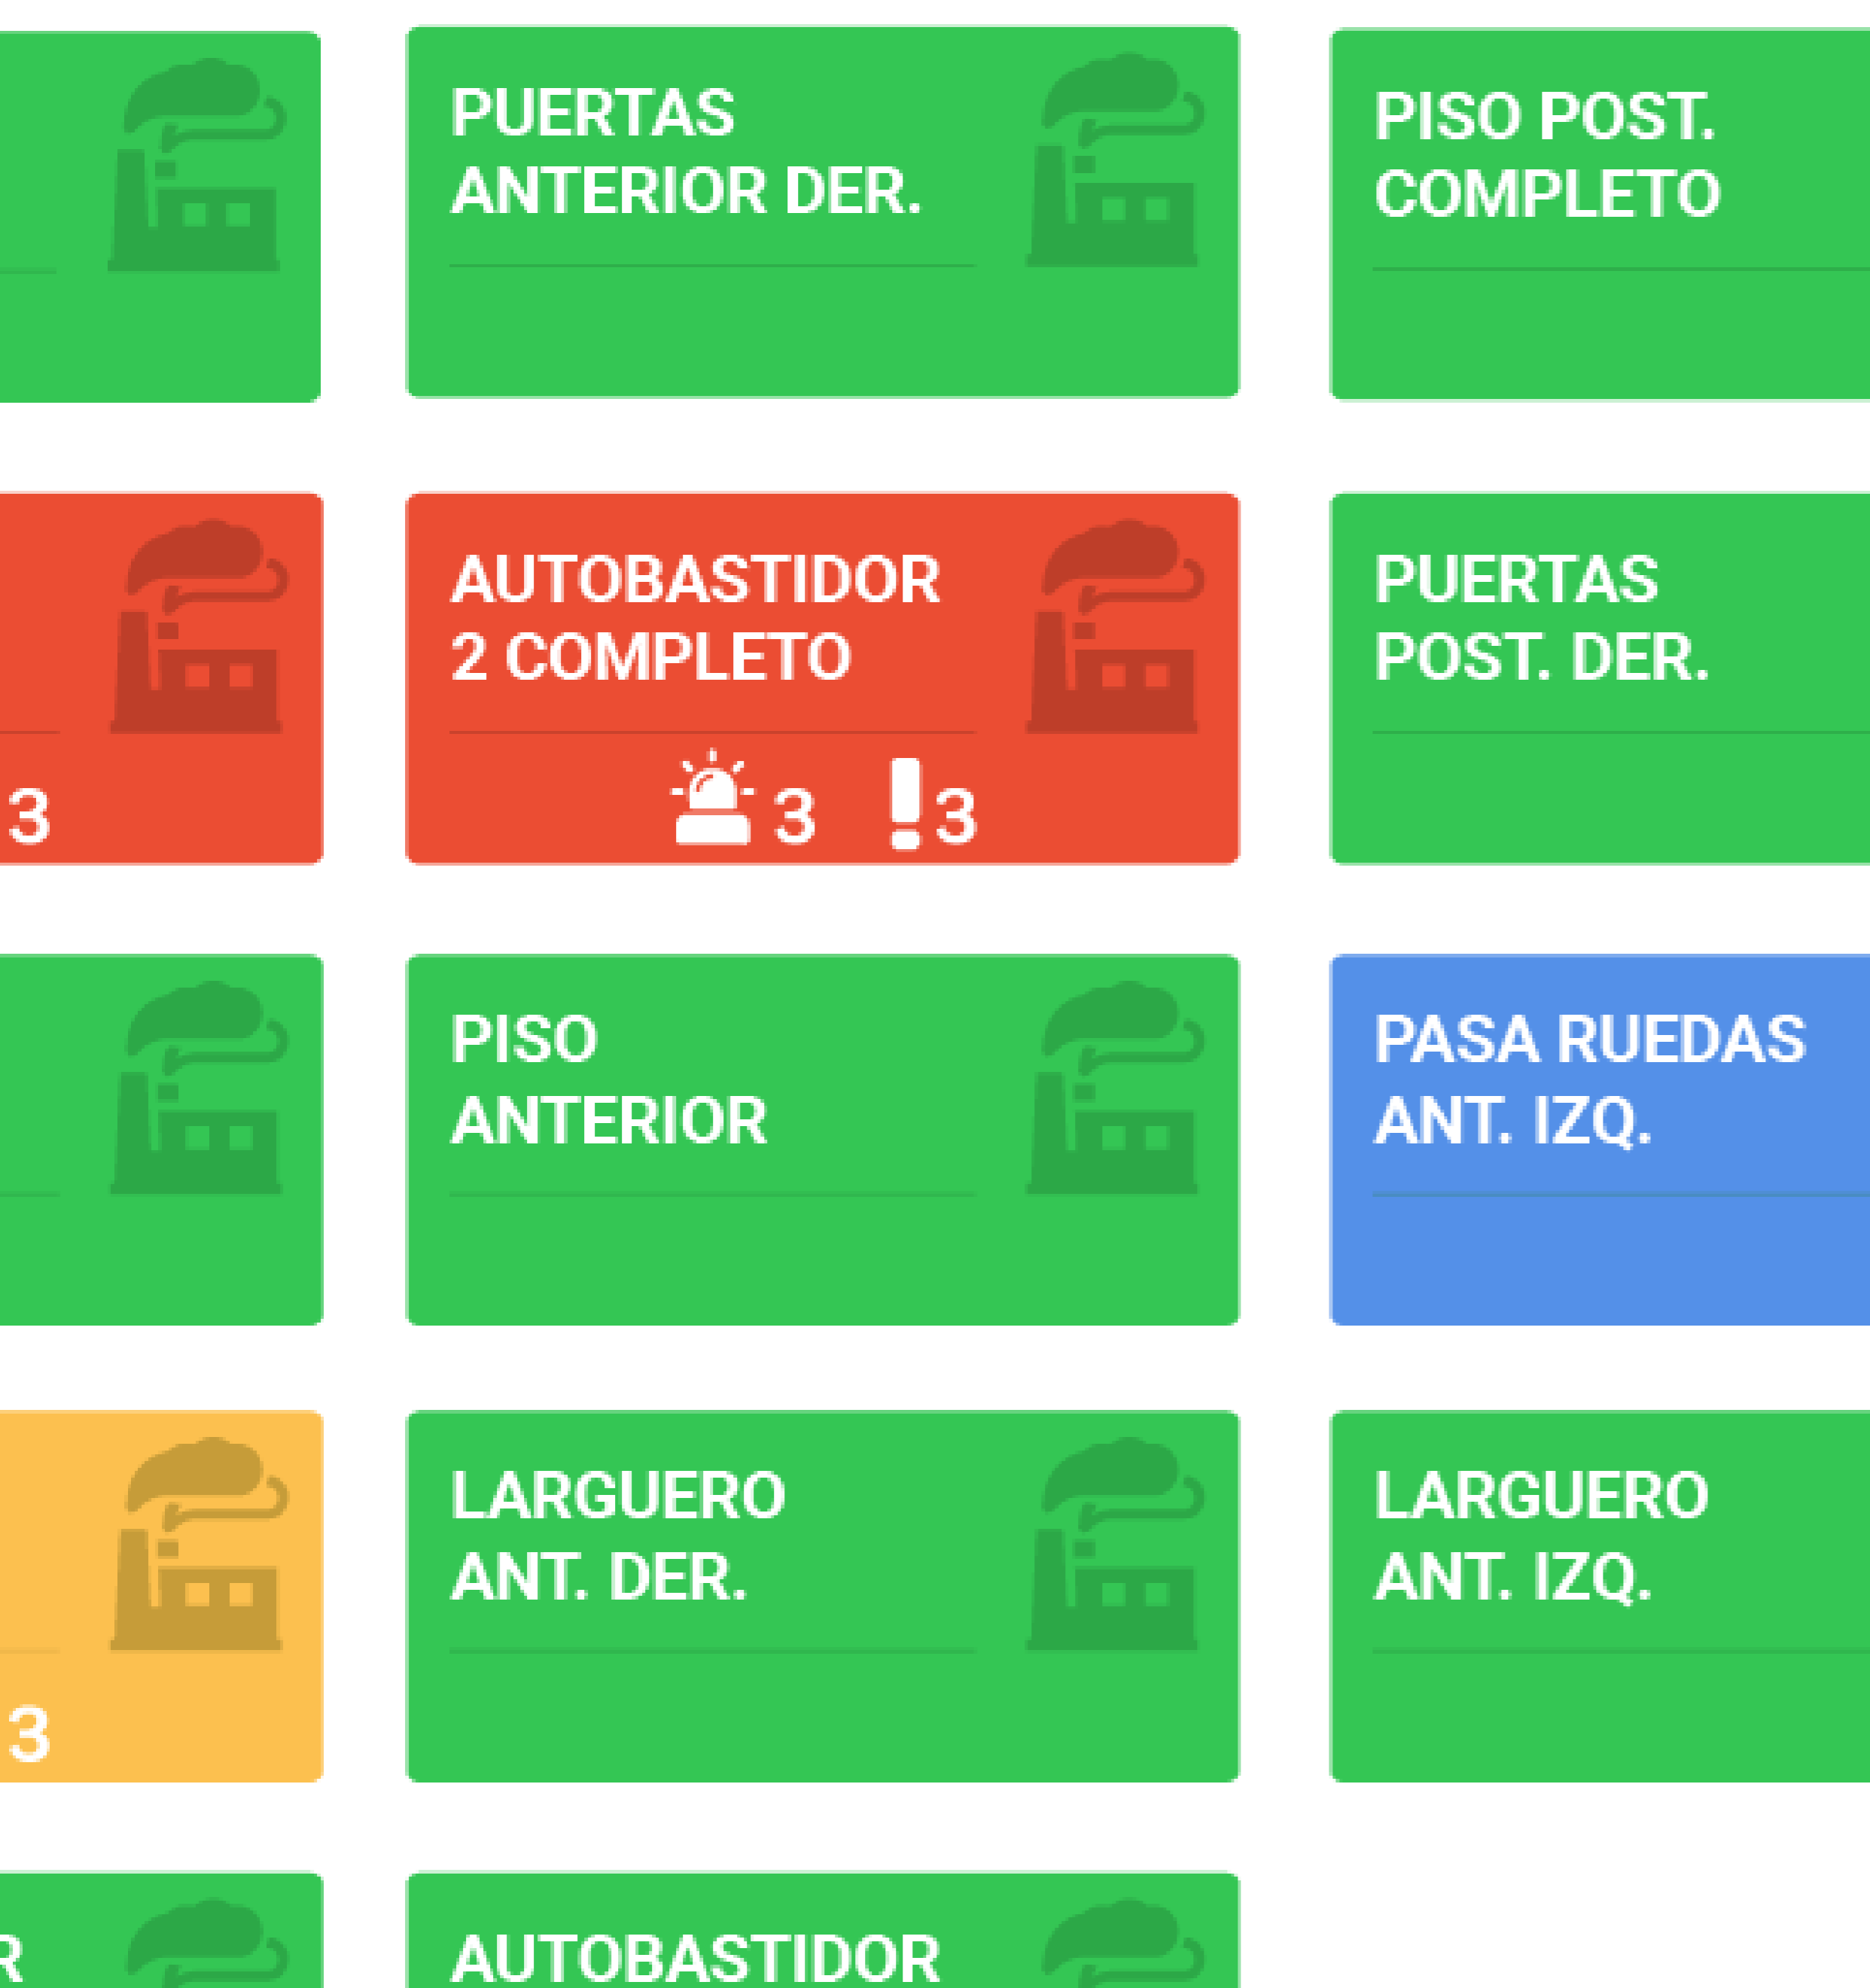 PUERTAS
ANTERIOR DER.
PISO POST.
COMPLETO
3
AUTOBASTIDOR
2 COMPLETO
3 !3
PUERTAS
POST. DER.
PISO
ANTERIOR
PASA RUEDAS
ANT. IZQ.
3
LARGUERO
ANT. DER.
LARGUERO
ANT. IZQ.
R
AUTOBASTIDOR